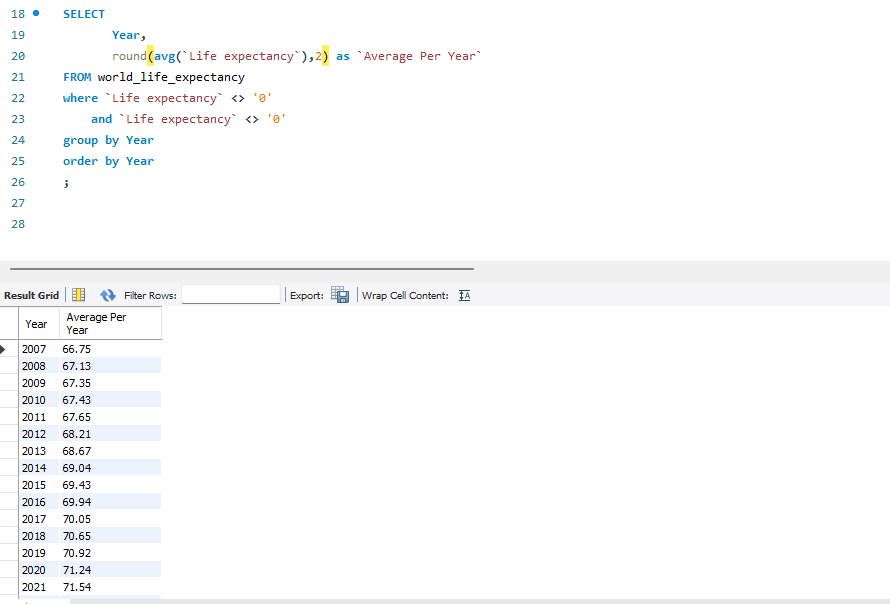 18 SELECT
19 Year,
20 round(avg(`Life expectancy`),2) as `Average Per Year`
21 FROM world_life_expectancy
22 where `Life expectancy` <> '0'
23 and `Life expectancy` <> '0'
24 group by Year
25 order by Year
26 ;
27
28
Result Grid Filter Rows: Export: Wrap Cell Content: IA
Year Average Per
Year
2007 66.75
2008 67.13
2009 67.35
2010 67.43
2011 67.65
2012 68.21
2013 68.67
2014 69.04
2015 69.43
2016 69.94
2017 70.05
2018 70.65
2019 70.92
2020 71.24
2021 71.54